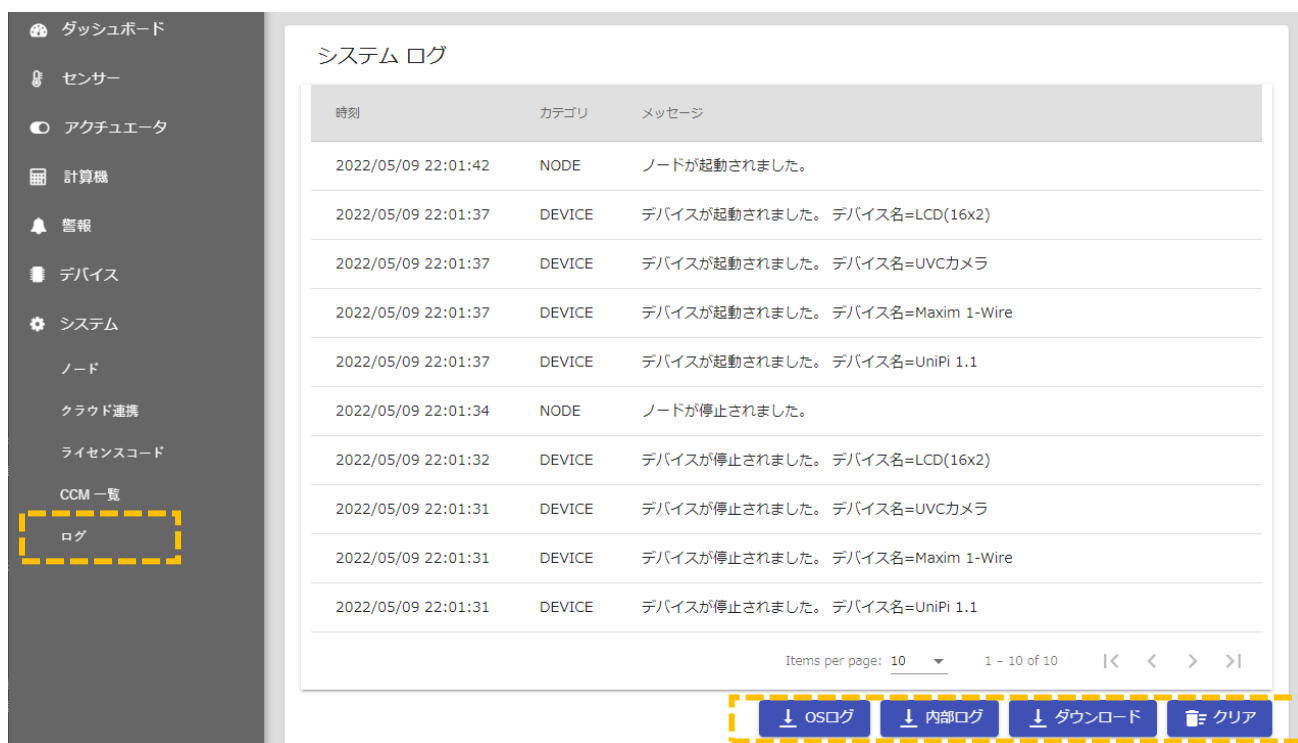 ダッシュボード
センサー
アクチュエータ
計算機
警報
デバイス
システム
ノード
クラウド連携
ライセンスコード
CCM 一覧
ログ
システム ログ
時刻 カテゴリ メッセージ
2022/05/09 22:01:42 NODE ノードが起動されました。
2022/05/09 22:01:37 DEVICE デバイスが起動されました。 デバイス名=LCD(16x2)
2022/05/09 22:01:37 DEVICE デバイスが起動されました。 デバイス名=UVCカメラ
2022/05/09 22:01:37 DEVICE デバイスが起動されました。 デバイス名=Maxim 1-Wire
2022/05/09 22:01:37 DEVICE デバイスが起動されました。 デバイス名=UniPi 1.1
2022/05/09 22:01:34 NODE ノードが停止されました。
2022/05/09 22:01:32 DEVICE デバイスが停止されました。 デバイス名=LCD(16x2)
2022/05/09 22:01:31 DEVICE デバイスが停止されました。 デバイス名=UVCカメラ
2022/05/09 22:01:31 DEVICE デバイスが停止されました。 デバイス名=Maxim 1-Wire
2022/05/09 22:01:31 DEVICE デバイスが停止されました。 デバイス名=UniPi 1.1
Items per page: 10 1 – 10 of 10
OSログ 内部ログ ダウンロード クリア